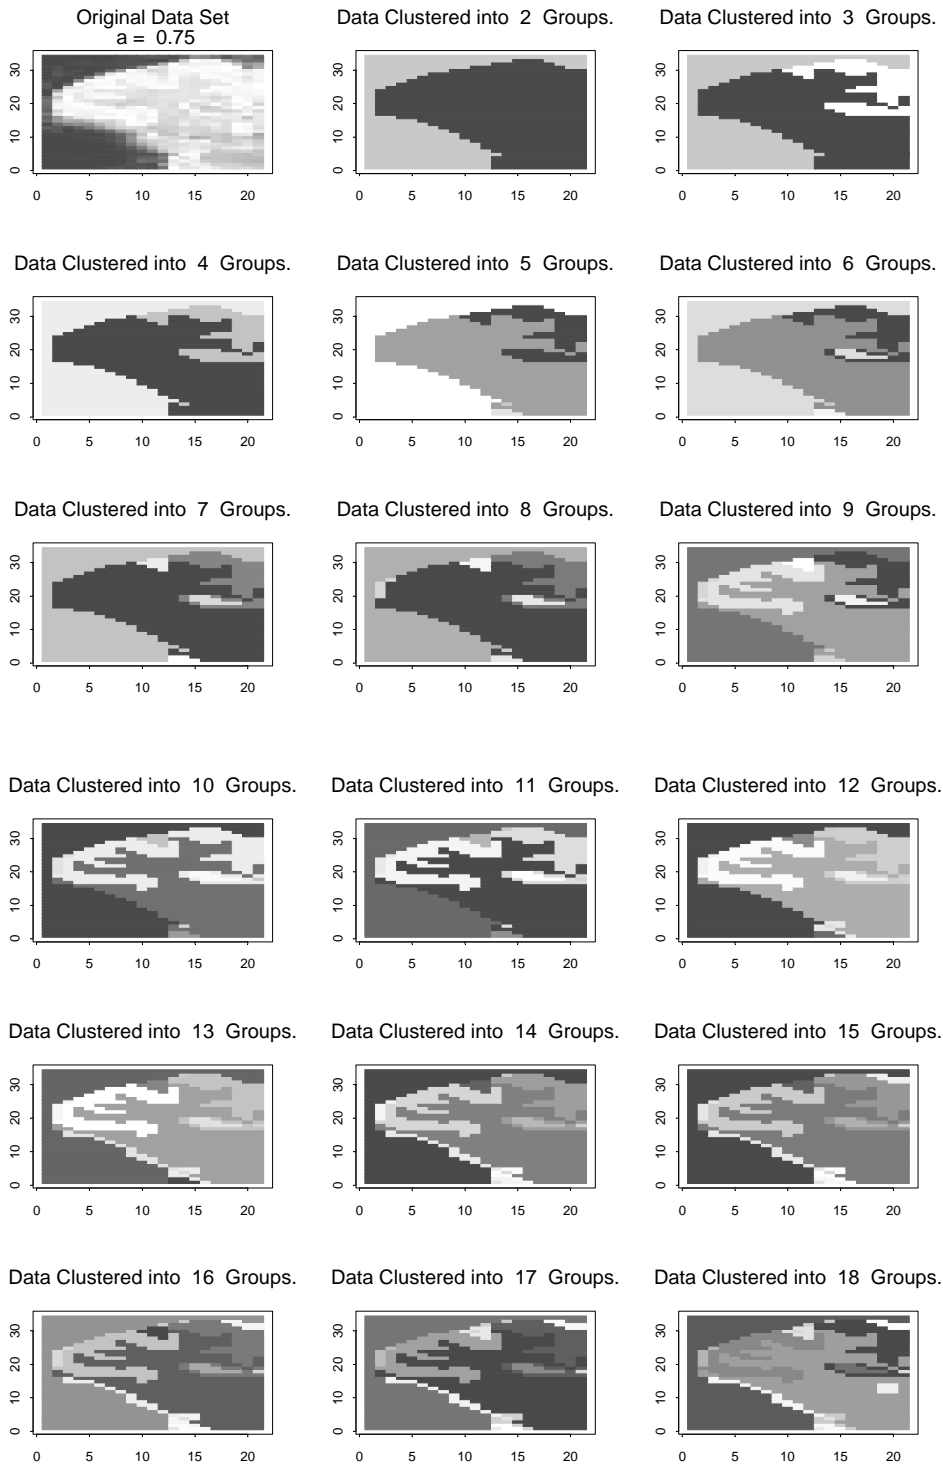 Original Data Set
a = 0.75
0 10 20 30
0 5 10 15 20
Data Clustered into 2 Groups.
0 10 20 30
0 5 10 15 20
Data Clustered into 3 Groups.
0 10 20 30
0 5 10 15 20
Data Clustered into 4 Groups.
0 10 20 30
0 5 10 15 20
Data Clustered into 5 Groups.
0 10 20 30
0 5 10 15 20
Data Clustered into 6 Groups.
0 10 20 30
0 5 10 15 20
Data Clustered into 7 Groups.
0 10 20 30
0 5 10 15 20
Data Clustered into 8 Groups.
0 10 20 30
0 5 10 15 20
Data Clustered into 9 Groups.
0 10 20 30
0 5 10 15 20
Data Clustered into 10 Groups.
0 10 20 30
0 5 10 15 20
Data Clustered into 11 Groups.
0 10 20 30
0 5 10 15 20
Data Clustered into 12 Groups.
0 10 20 30
0 5 10 15 20
Data Clustered into 13 Groups.
0 10 20 30
0 5 10 15 20
Data Clustered into 14 Groups.
0 10 20 30
0 5 10 15 20
Data Clustered into 15 Groups.
0 10 20 30
0 5 10 15 20
Data Clustered into 16 Groups.
0 10 20 30
0 5 10 15 20
Data Clustered into 17 Groups.
0 10 20 30
0 5 10 15 20
Data Clustered into 18 Groups.
0 10 20 30
0 5 10 15 20